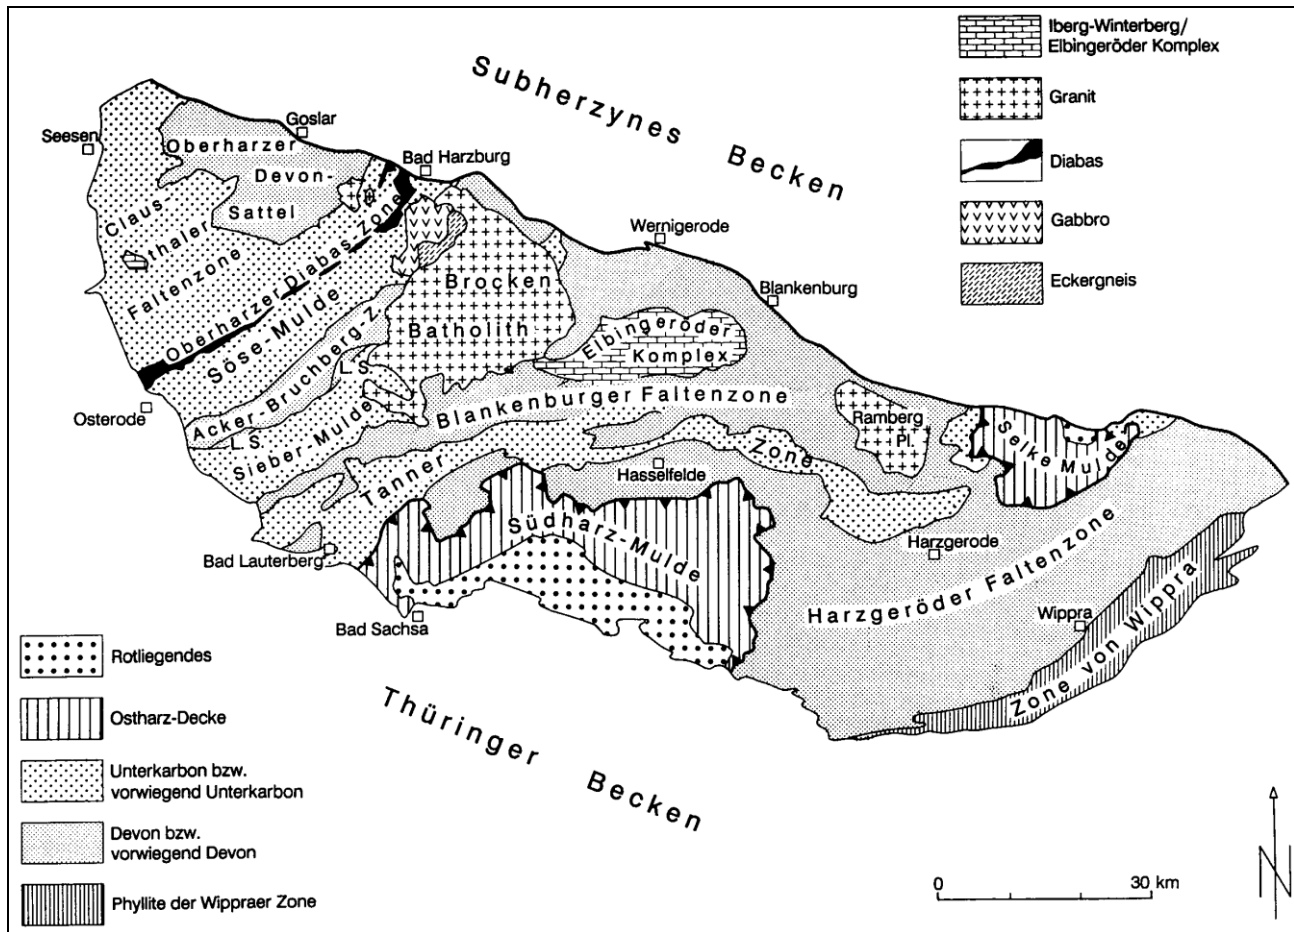 Iberg-Winterberg/
Elbingeröder Komplex
Granit
Diabas
Gabbro
Eckergneis
Subherzynes Becken
Seesen
Goslar
Bad Harzburg
Wernigerode
Blankenburg
Oberharzer
Devon-
Sattel
Claus
thaler
Faltenzone
Oberharzer Diabas-Zone
Söse-Mulde
Acker-Bruchberg-Z.
L.S.
L.S.
Sieber-Mulde
Brocken
Batholith
Elbingeröder
Komplex
Blankenburger Faltenzone
Ramberg
Pl.
Selke Mulde
Osterode
Tanner Zone
Hasselfelde
Südharz-Mulde
Bad Lauterberg
Bad Sachsa
Harzgerode
Harzgeröder Faltenzone
Wippra
Zone von Wippra
Thüringer Becken
Rotliegendes
Ostharz-Decke
Unterkarbon bzw.
vorwiegend Unterkarbon
Devon bzw.
vorwiegend Devon
Phyllite der Wippraer Zone
0 30 km
N